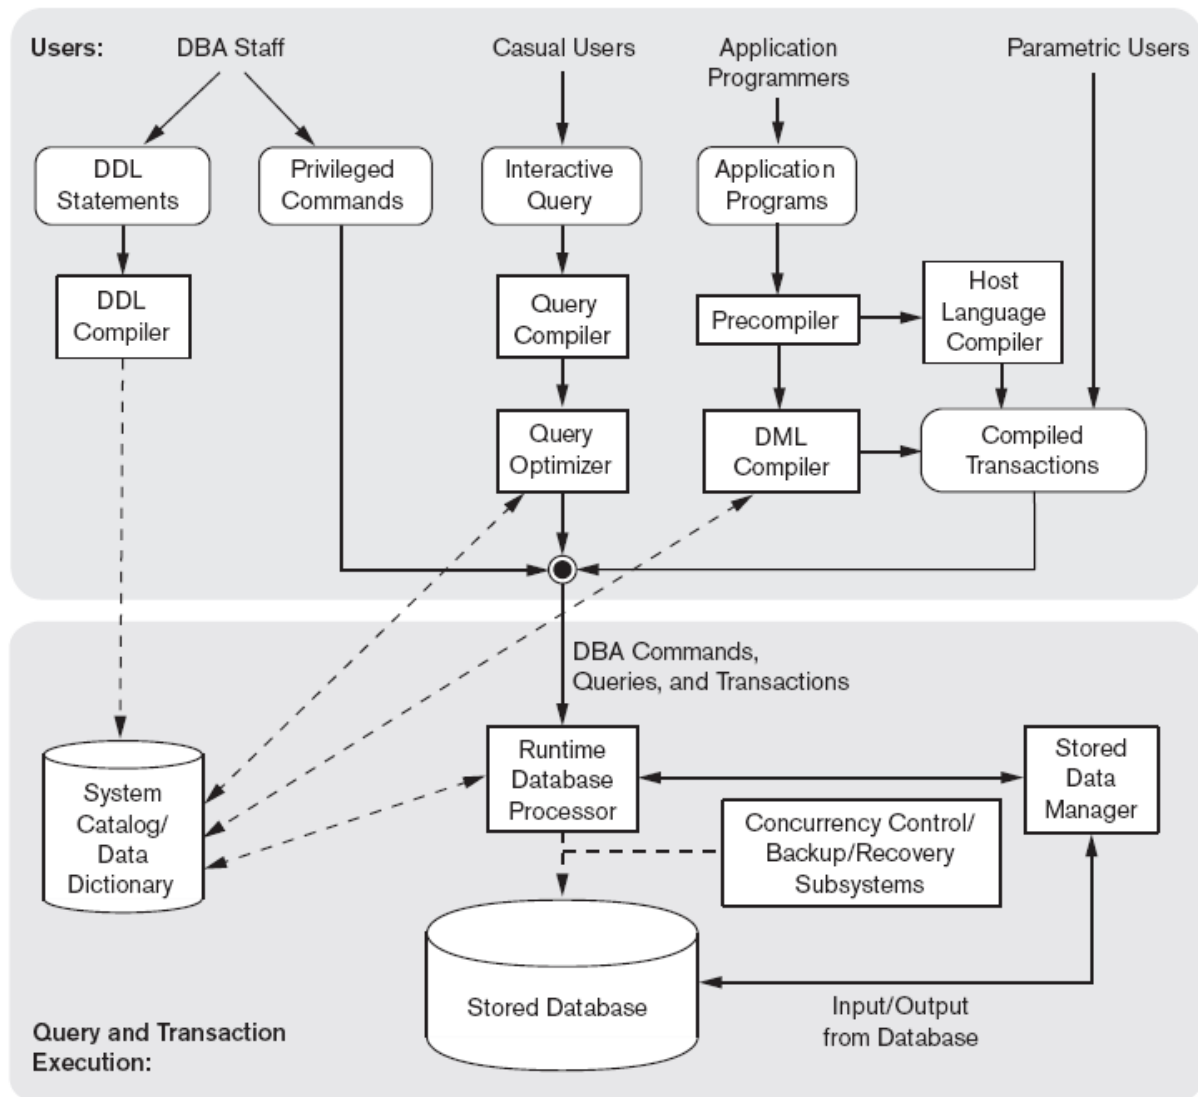 Users:
DBA Staff
Casual Users
Application
Programmers
Parametric Users
DDL
Statements
Privileged
Commands
Interactive
Query
Application
Programs
DDL
Compiler
Query
Compiler
Precompiler
Host
Language
Compiler
Query
Optimizer
DML
Compiler
Compiled
Transactions
DBA Commands,
Queries, and Transactions
System
Catalog/
Data
Dictionary
Runtime
Database
Processor
Stored
Data
Manager
Concurrency Control/
Backup/Recovery
Subsystems
Stored Database
Input/Output
from Database
Query and Transaction
Execution: